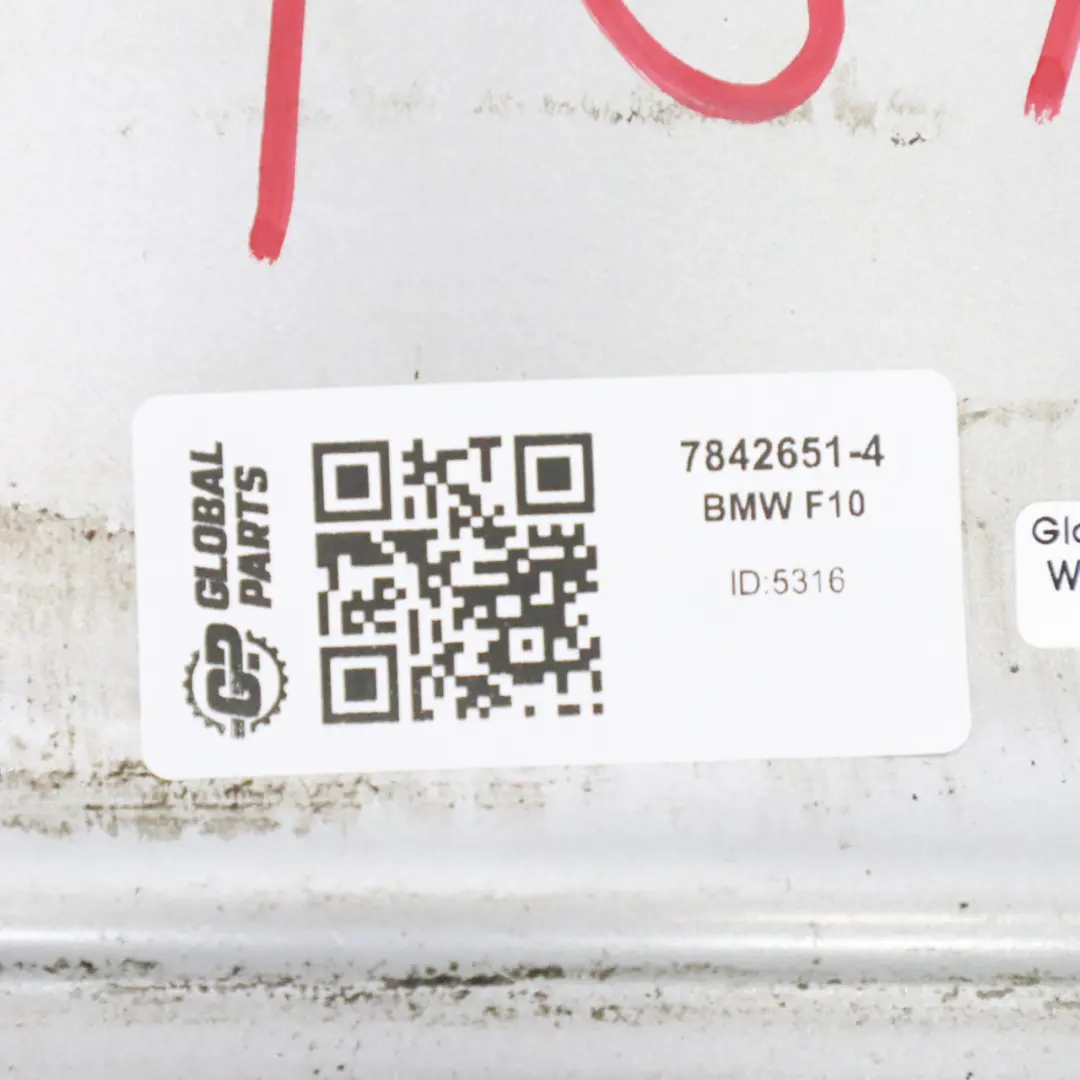 GLOBAL
PARTS
7842651-4
BMW F10
ID:5316